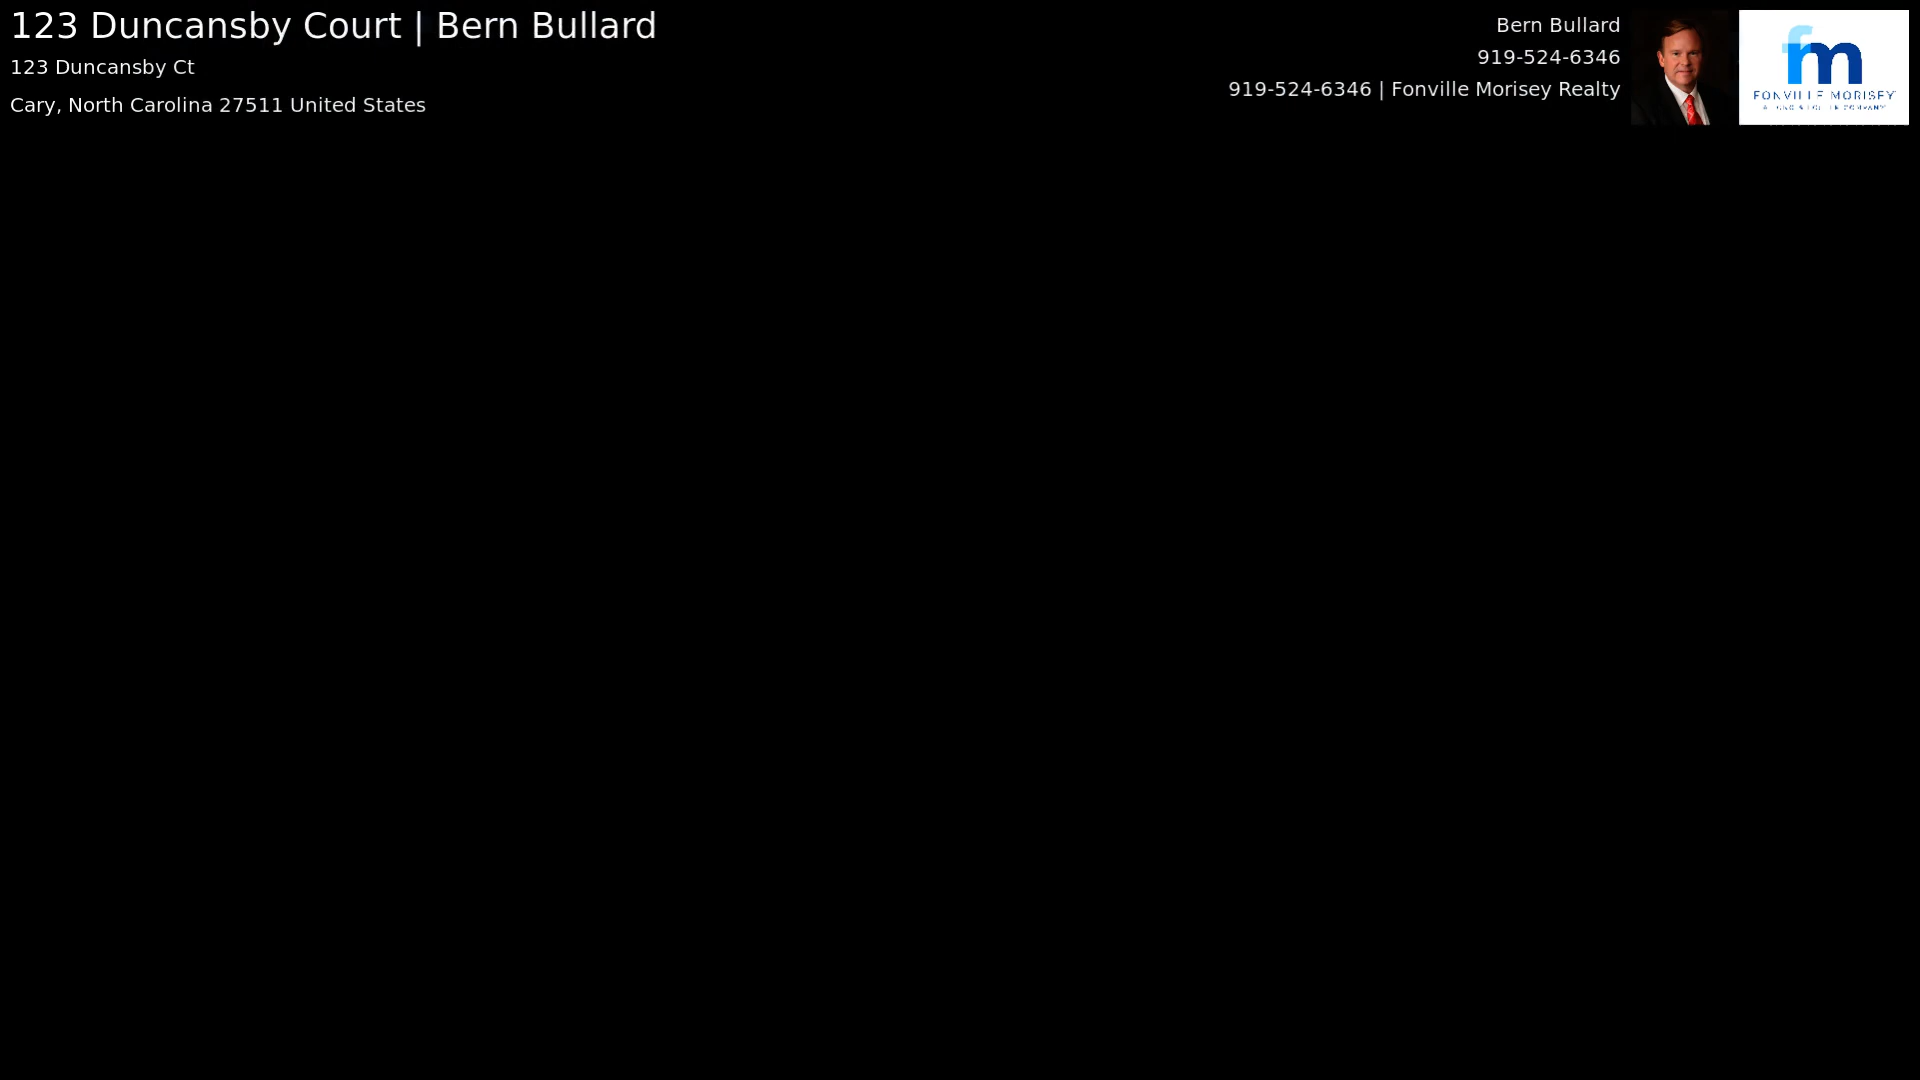 123 Duncansby Court | Bern Bullard
123 Duncansby Ct
Cary, North Carolina 27511 United States
Bern Bullard
919-524-6346
919-524-6346 | Fonville Morisey Realty
fm
FONVILLE MORISEY